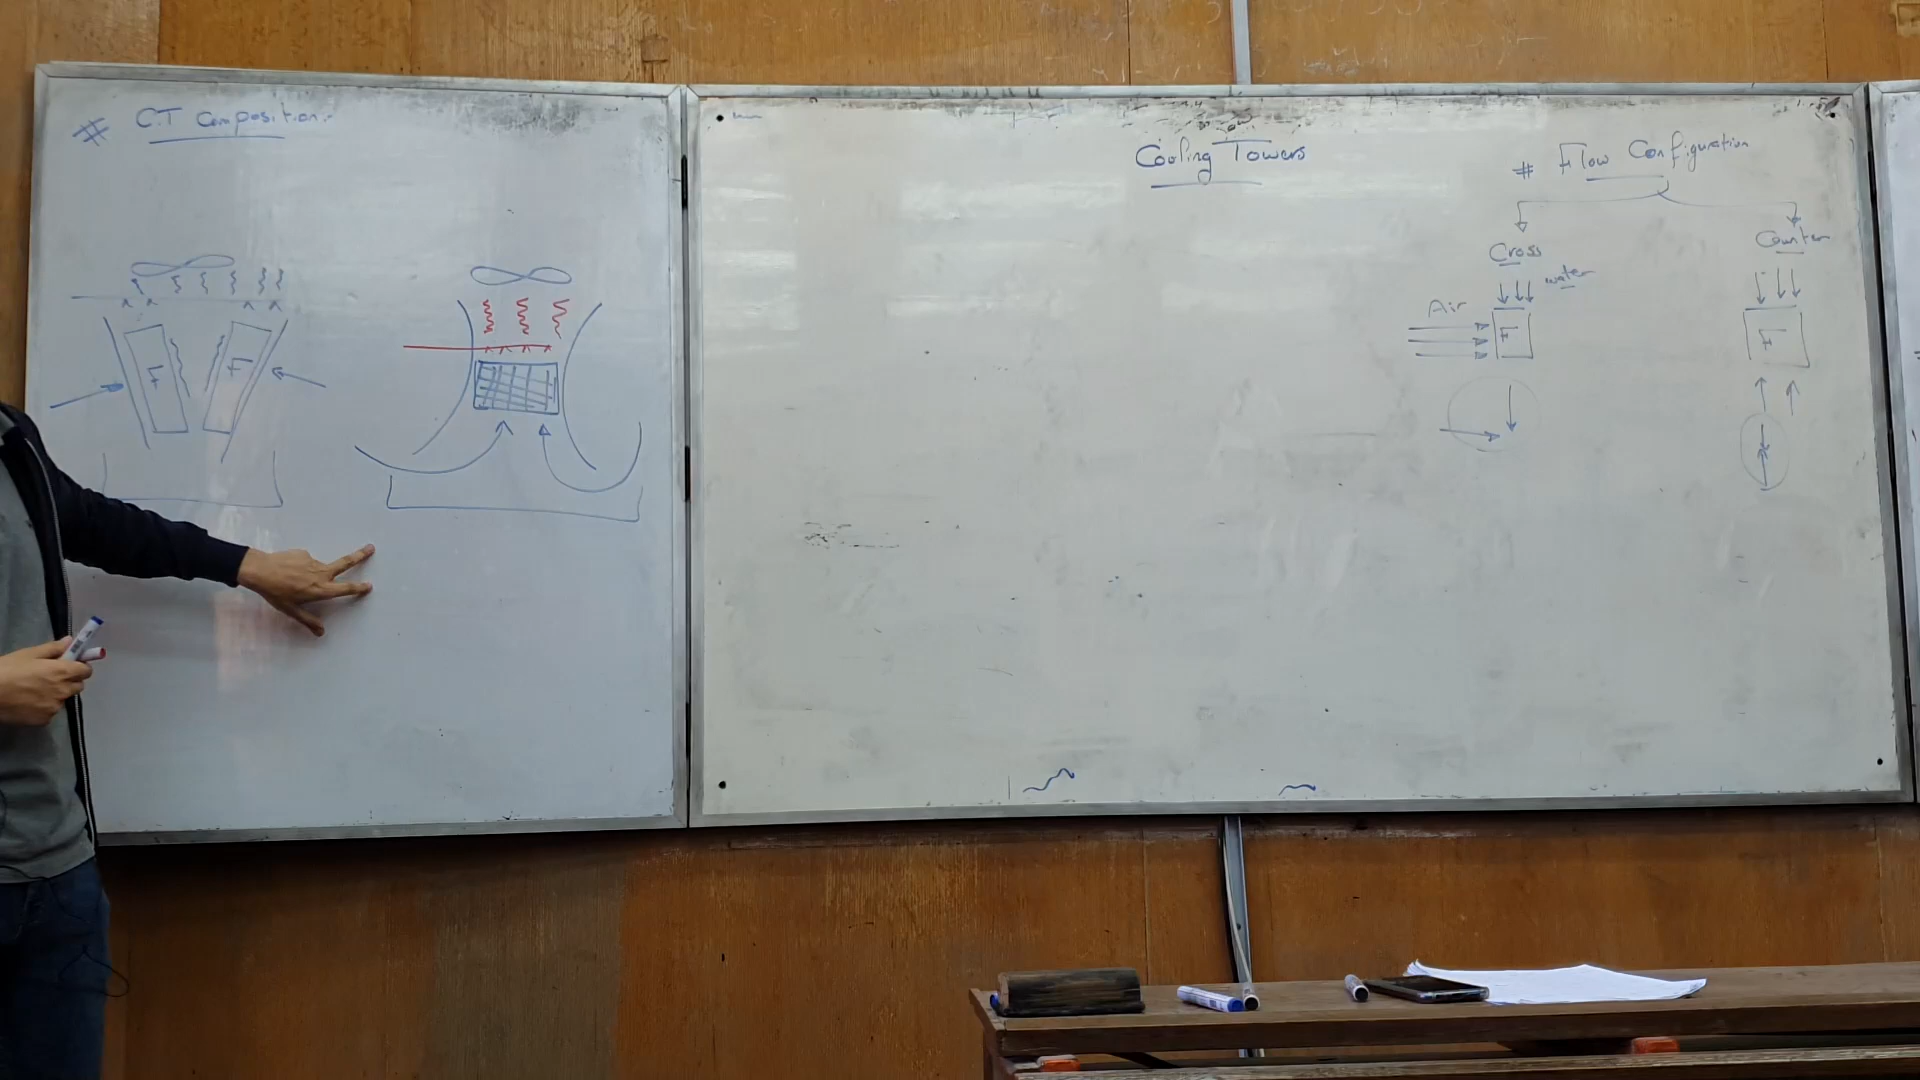 # C.T Composition:-
F
F
Cooling Towers
# Flow Configuration
Cross
Counter
water
Air
F
F